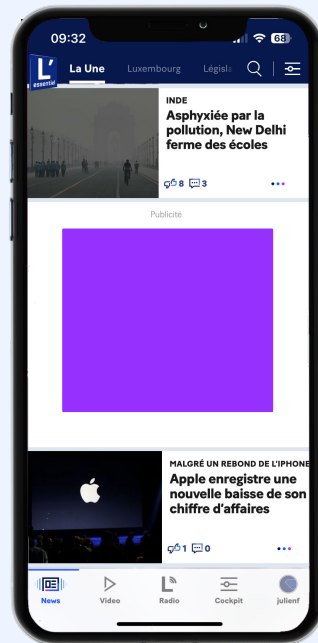 09:32
68
L'
essentiel
La Une
Luxembourg
Législa
INDE
Asphyxiée par la
pollution, New Delhi
ferme des écoles
8
3
Publicité
MALGRÉ UN REBOND DE L'IPHONE
Apple enregistre une
nouvelle baisse de son
chiffre d'affaires
1
0
News
Video
Radio
Cockpit
julienf